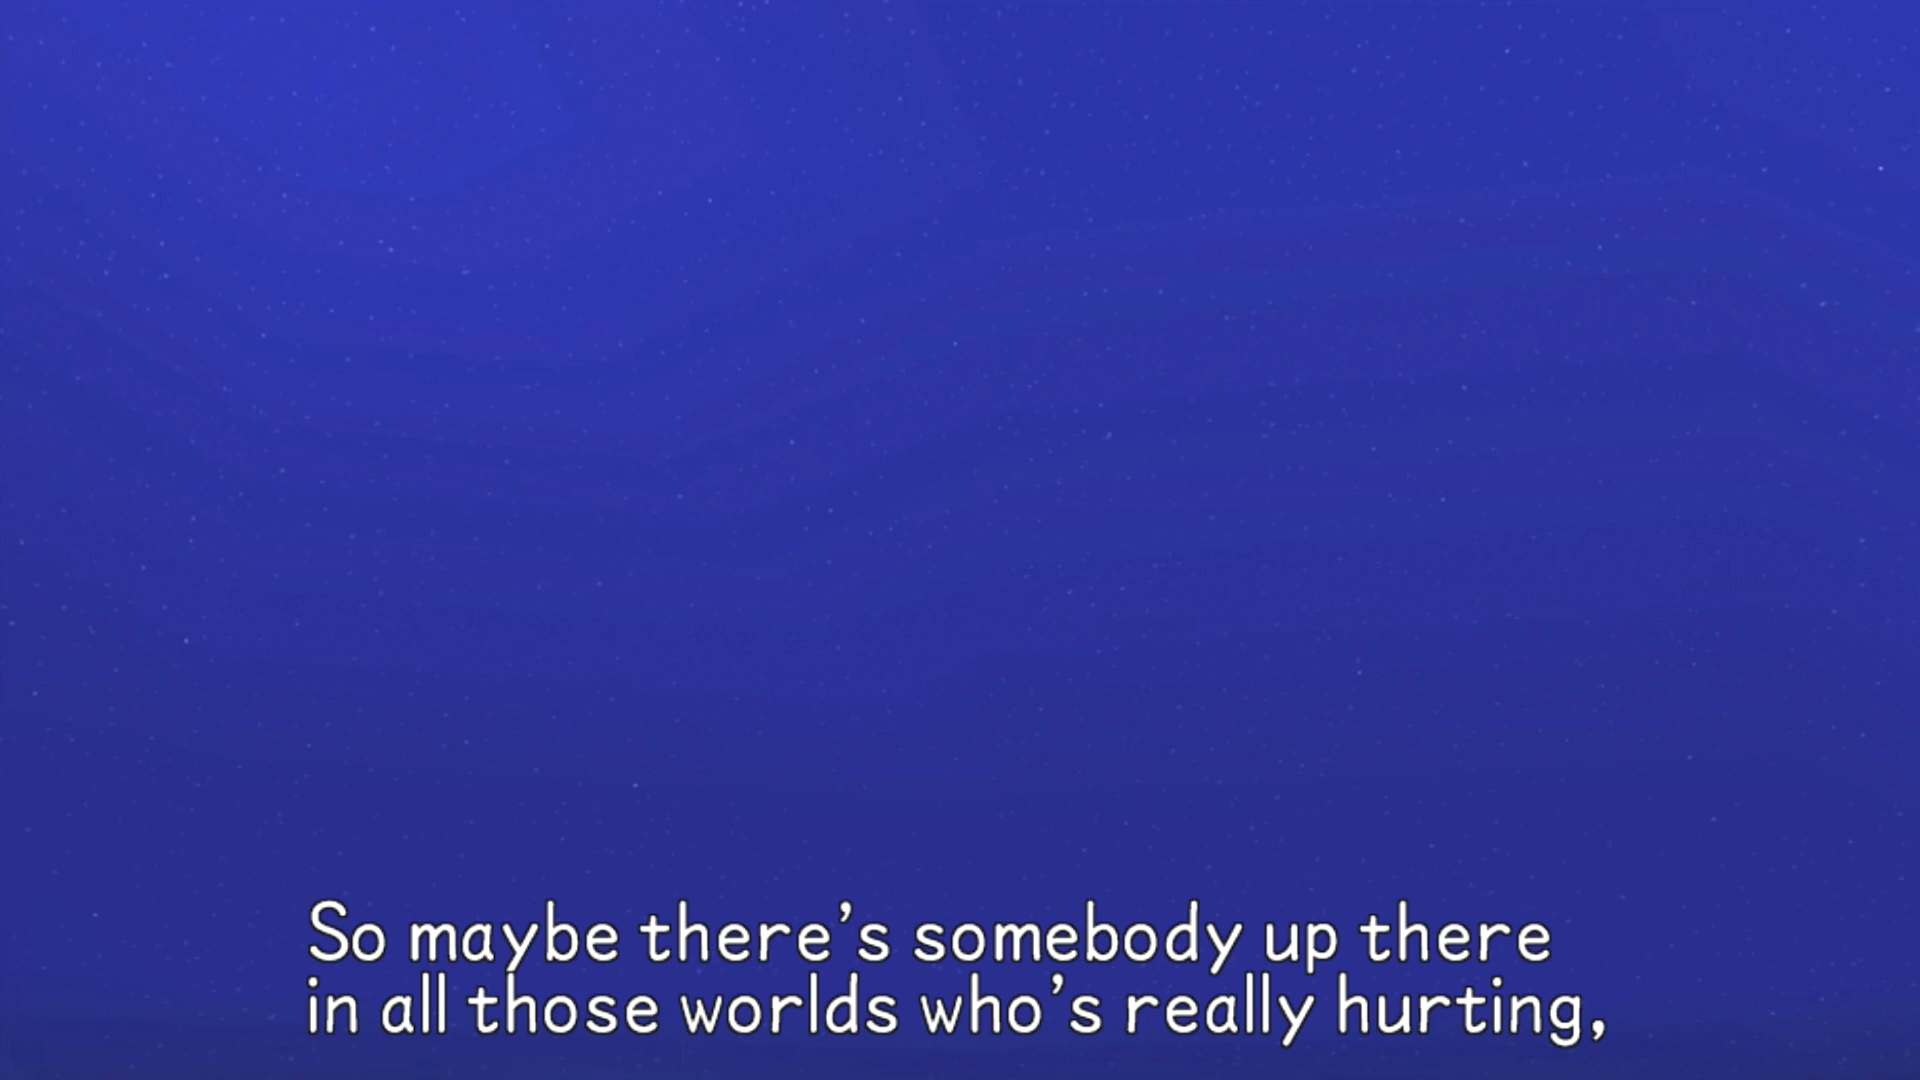 So maybe there’s somebody up there
in all those worlds who’s really hurting,